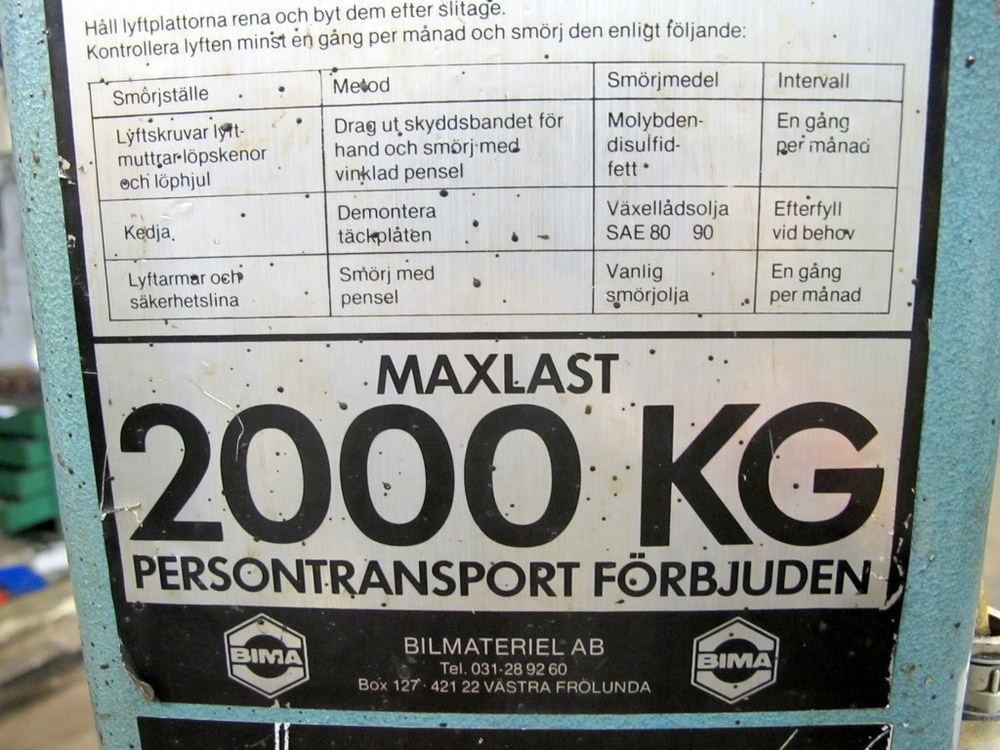 Håll lyftplattorna rena och byt dem efter slitage.
Kontrollera lyften minst en gång per månad och smörj den enligt följande:
Smörjställe Metod Smörjmedel Intervall
Lyftskruvar lyft- Drag ut skyddsbandet för Molybden- En gång
muttrar löpskenor hand och smörj med disulfid- per månad
och löphjul vinklad pensel fett
Kedja Demontera Växellådsolja Efterfyll
täckplåten SAE 80 90 vid behov
Lyftarmar och Smörj med Vanlig En gång
säkerhetslina pensel smörjolja per månad
MAXLAST
2000 KG
PERSONTRANSPORT FÖRBJUDEN
BIMA BILMATERIEL AB BIMA
Tel. 031-28 92 60
Box 127 · 421 22 VÄSTRA FRÖLUNDA